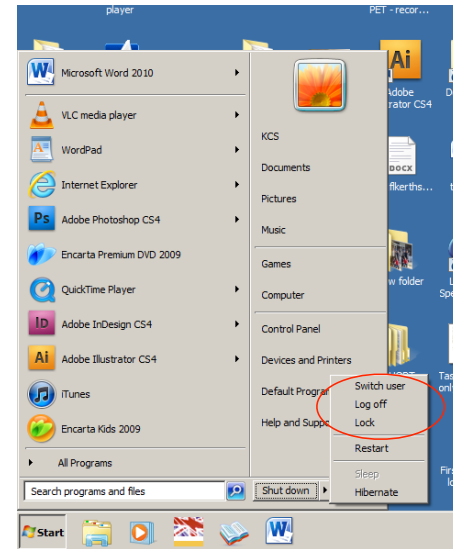 player
PET - recor...
Microsoft Word 2010
VLC media player
WordPad
Internet Explorer
Ps
Adobe Photoshop CS4
Encarta Premium DVD 2009
QuickTime Player
ID
Adobe InDesign CS4
Ai
Adobe Illustrator CS4
iTunes
Encarta Kids 2009
All Programs
Search programs and files
KCS
Documents
Pictures
Music
Games
Computer
Control Panel
Devices and Printers
Default Program
Help and Suppo
Shut down
Switch user
Log off
Lock
Restart
Sleep
Hibernate
Ai
Adobe
rator CS4
DOCX
flkerths...
w folder
Start